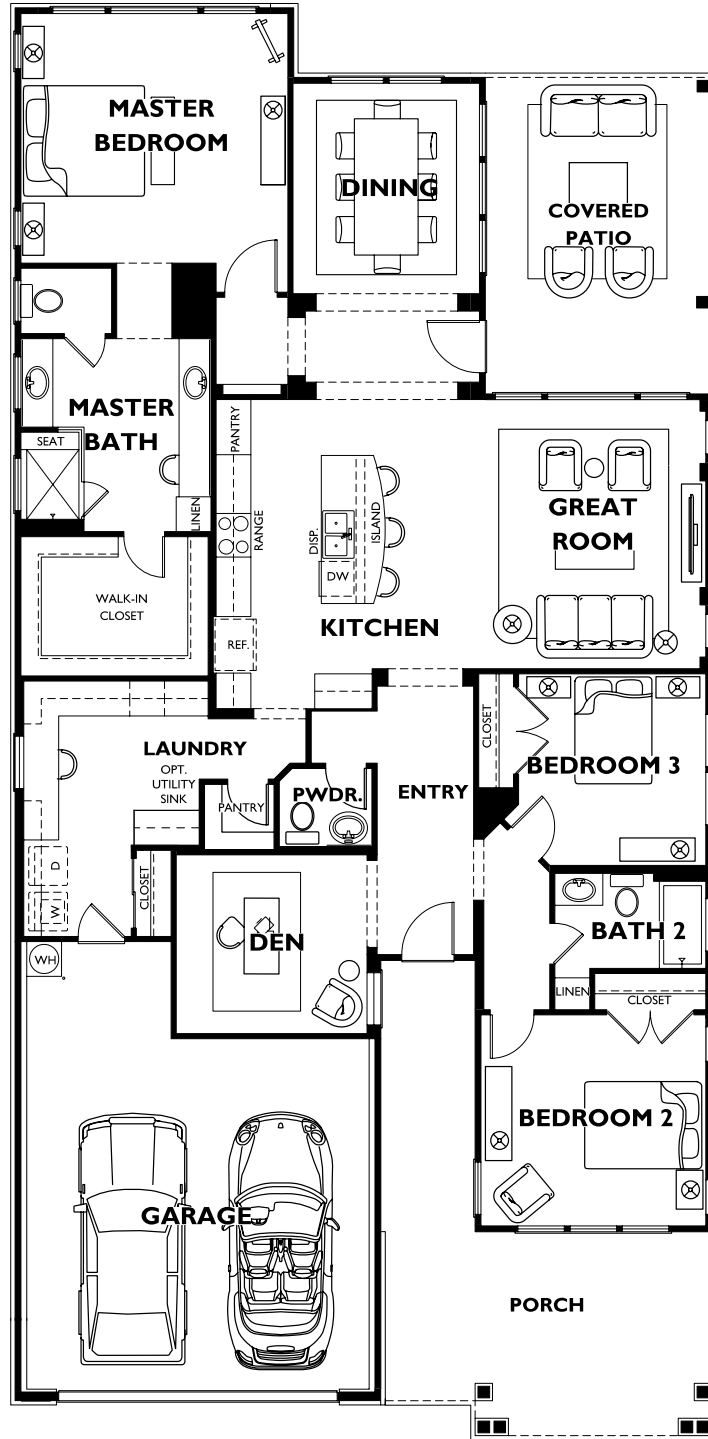 MASTER
BEDROOM
DINING
COVERED
PATIO
MASTER
BATH
SEAT
LINEN
PANTRY
RANGE
DISP.
ISLAND
DW
GREAT
ROOM
WALK-IN
CLOSET
REF.
KITCHEN
LAUNDRY
OPT.
UTILITY
SINK
PANTRY
PWDR.
ENTRY
CLOSET
BEDROOM 3
D
W
CLOSET
DEN
BATH 2
WH
LINEN
CLOSET
BEDROOM 2
GARAGE
PORCH